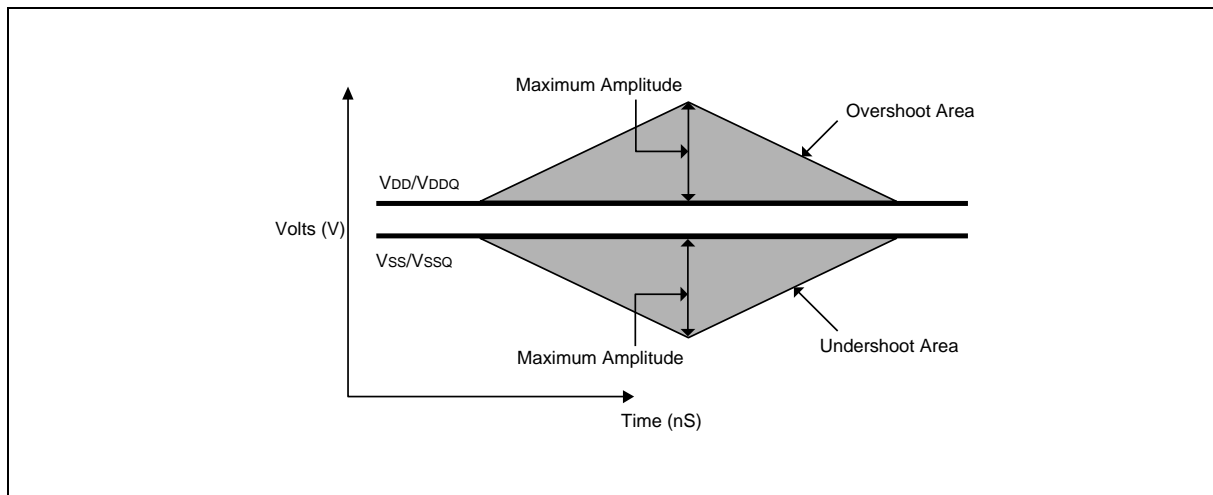 Maximum Amplitude
Overshoot Area
VDD/VDDQ
Volts (V)
VSS/VSSQ
Undershoot Area
Maximum Amplitude
Time (nS)